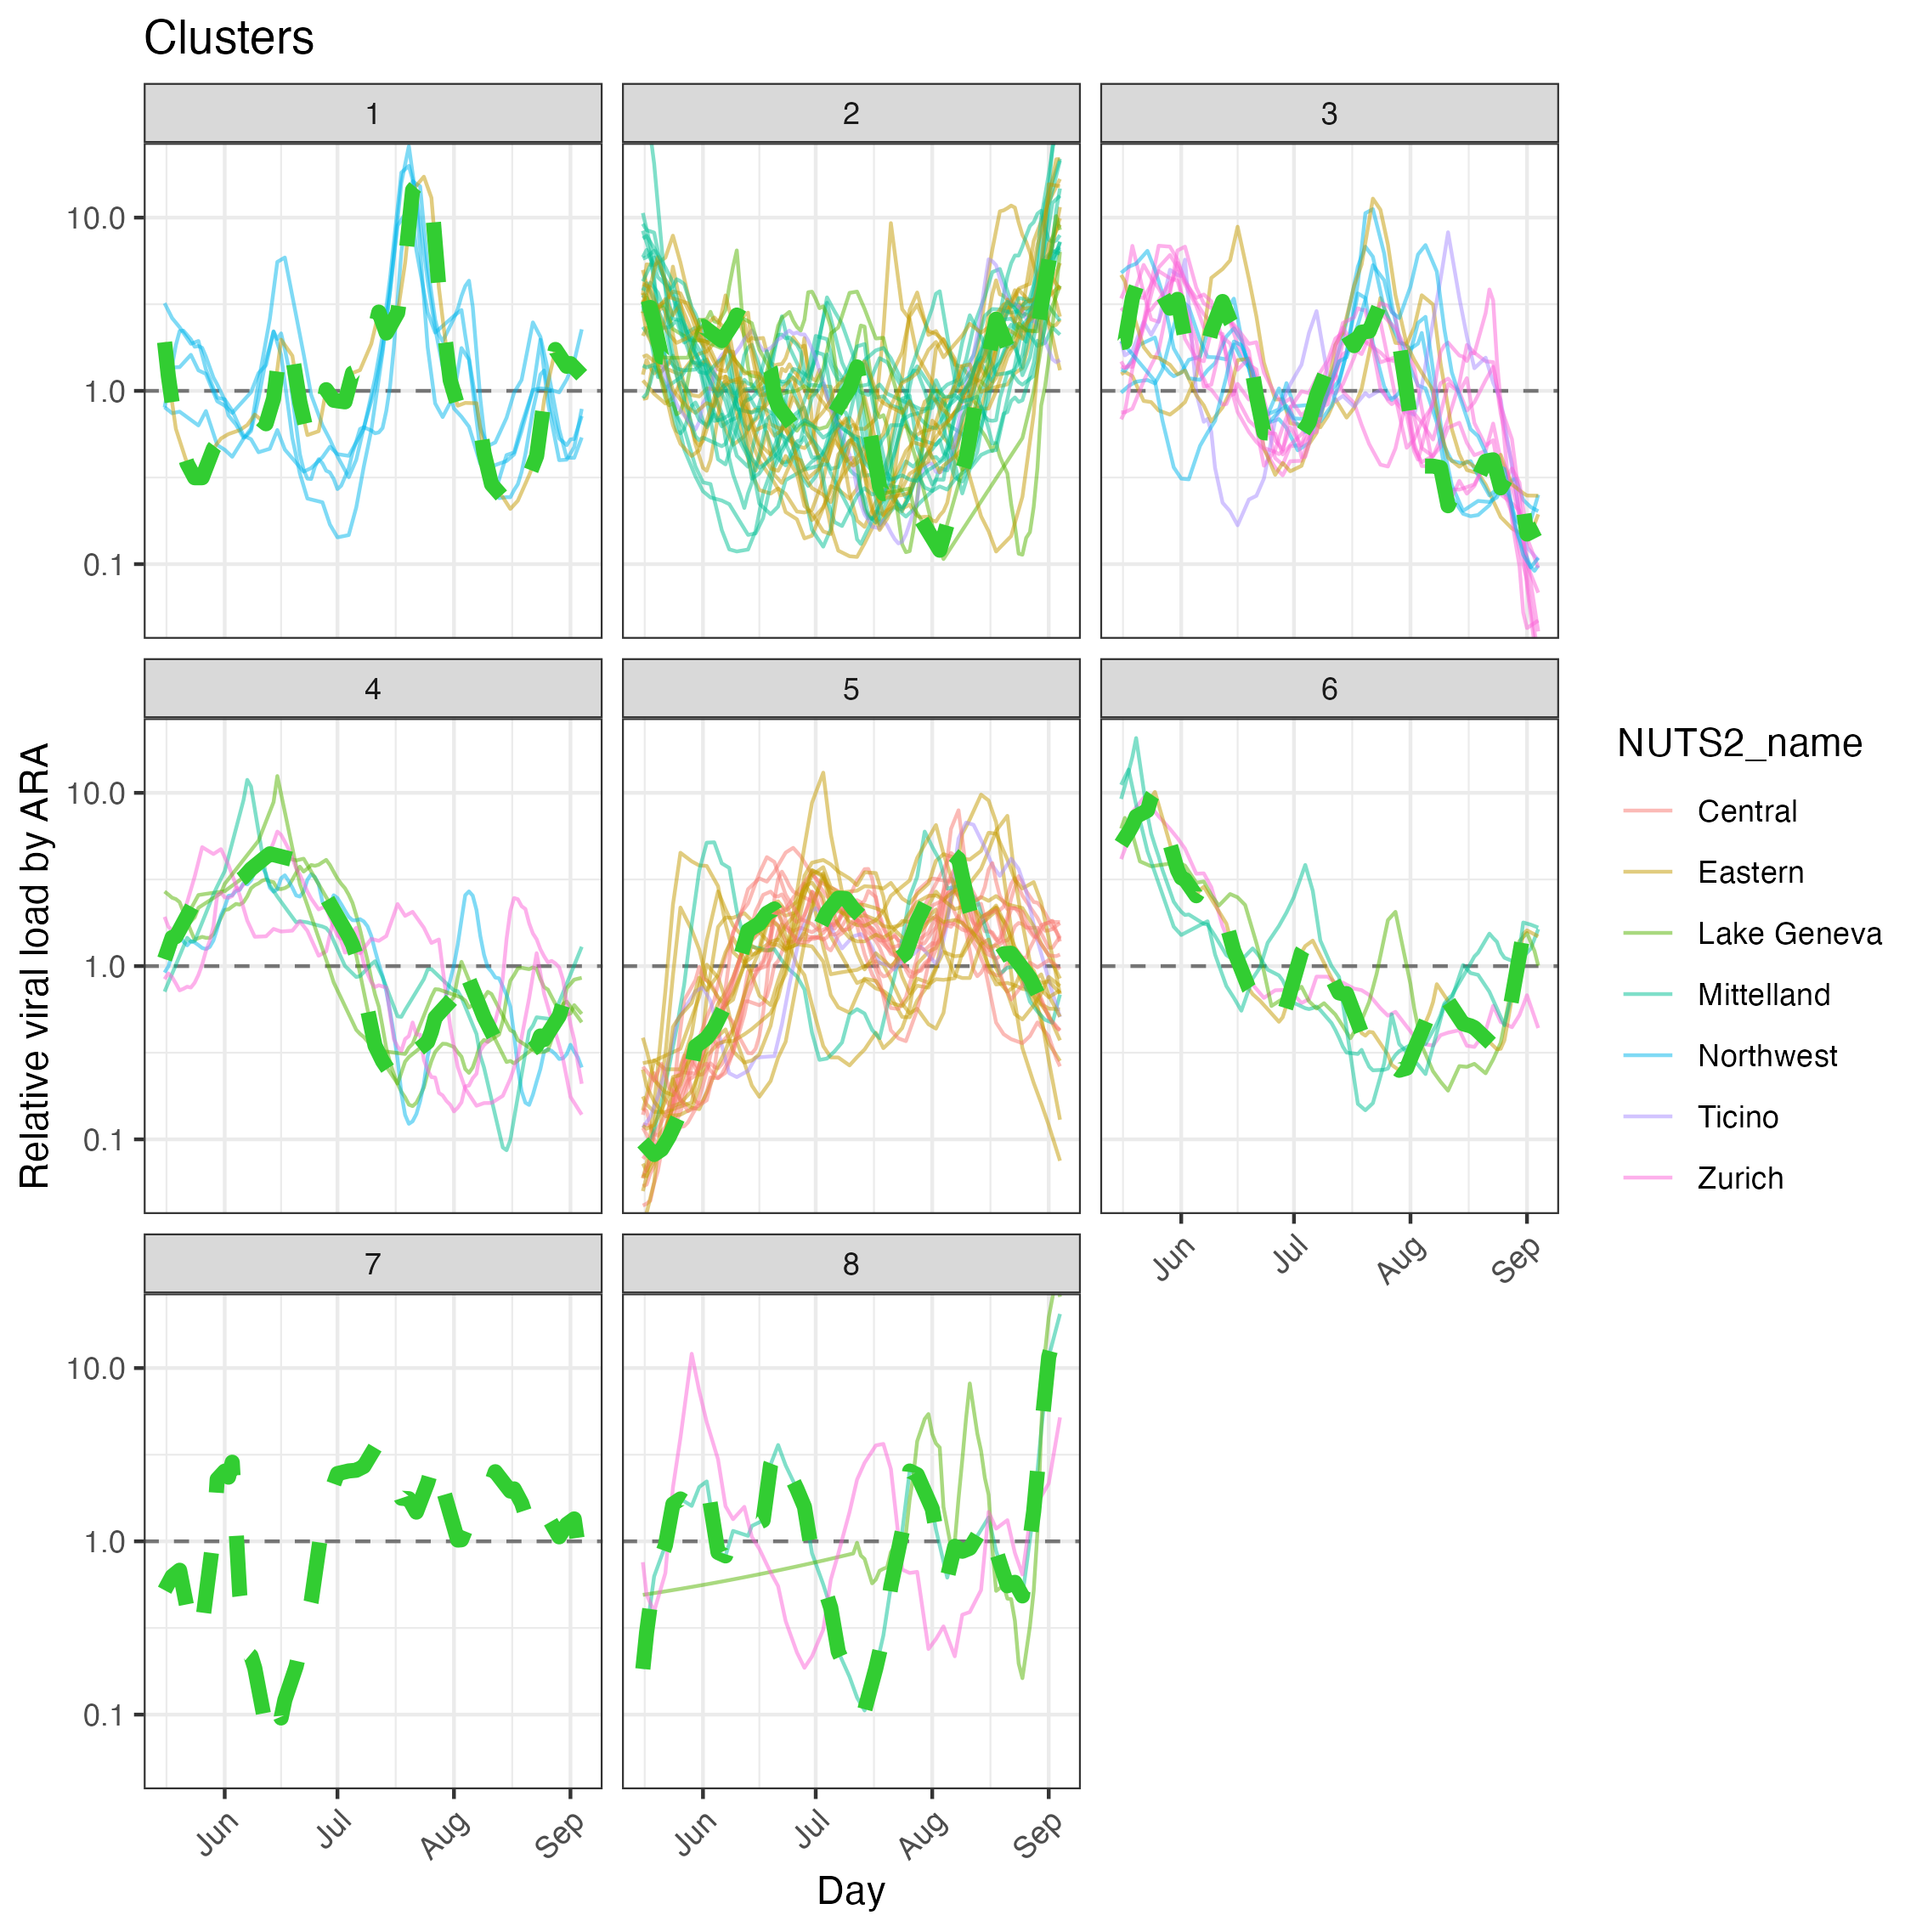 Clusters
1
2
3
10.0
1.0
0.1
4
5
6
10.0
1.0
0.1
Relative viral load by ARA
NUTS2_name
Central
Eastern
Lake Geneva
Mittelland
Northwest
Ticino
Zurich
Jun
Jul
Aug
Sep
7
8
10.0
1.0
0.1
Jun
Jul
Aug
Sep
Jun
Jul
Aug
Sep
Day